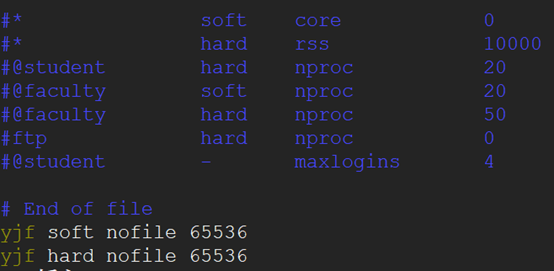 #* soft core 0
#* hard rss 10000
#@student hard nproc 20
#@faculty soft nproc 20
#@faculty hard nproc 50
#ftp hard nproc 0
#@student - maxlogins 4
# End of file
yjf soft nofile 65536
yjf hard nofile 65536